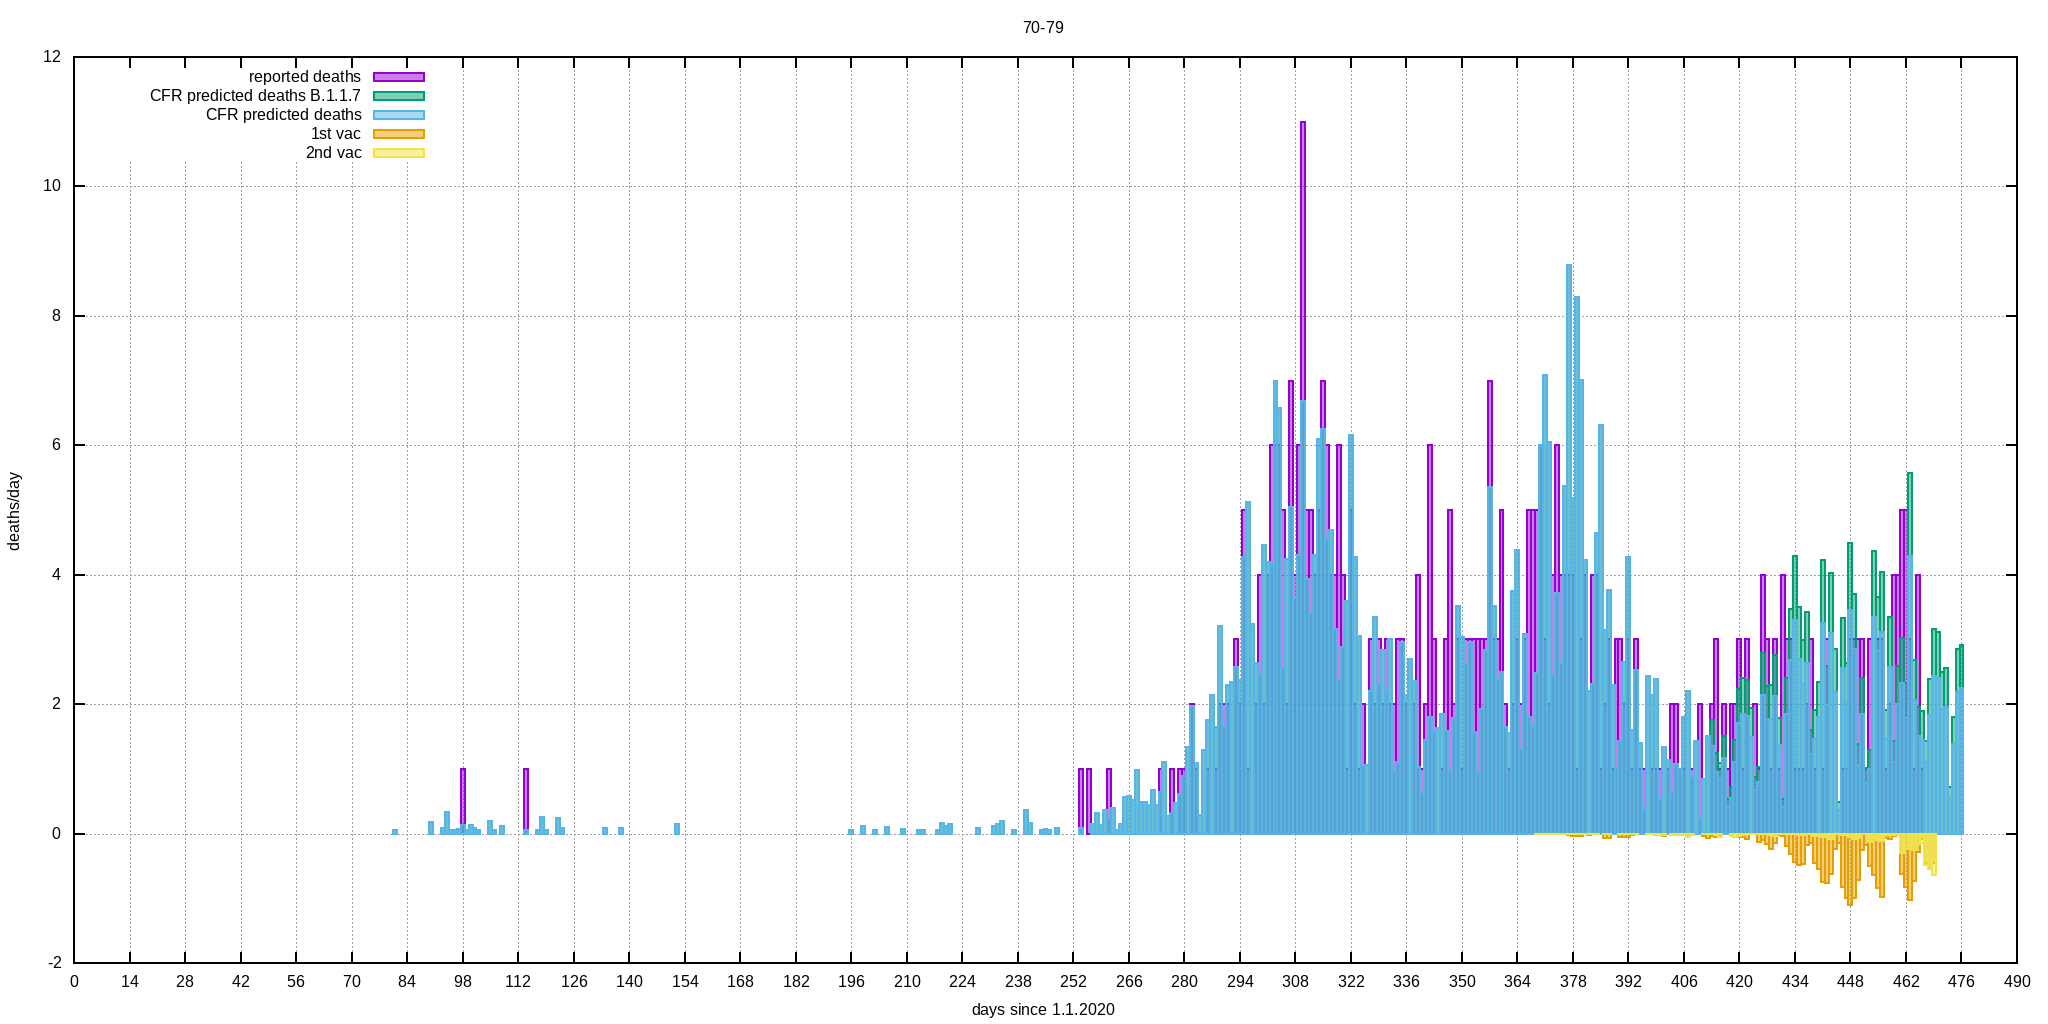 70-79
reported deaths
CFR predicted deaths B.1.1.7
CFR predicted deaths
1st vac
2nd vac
12
10
8
6
4
2
0
-2
deaths/day
0 14 28 42 56 70 84 98 112 126 140 154 168 182 196 210 224 238 252 266 280 294 308 322 336 350 364 378 392 406 420 434 448 462 476 490
days since 1.1.2020